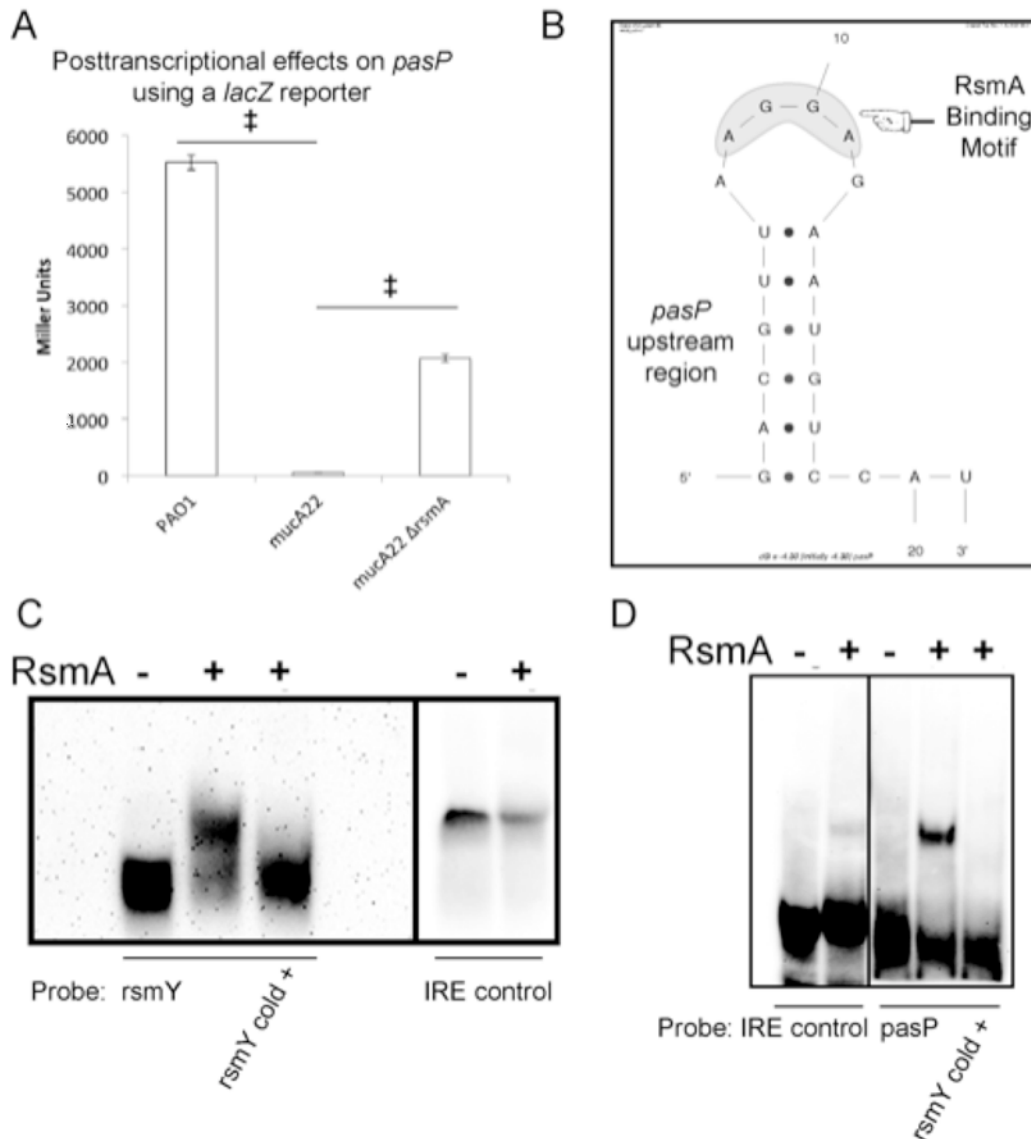 A
Posttranscriptional effects on pasP
using a lacZ reporter
‡
‡
Miller Units
6000
5000
4000
3000
2000
1000
0
PAO1
mucA22
mucA22 ΔrsmA
B
10
G G
A A
A G
U A
U A
G U
C G
A U
5' G C C A U
20 3'
RsmA
Binding
Motif
pasP
upstream
region
C
RsmA - + + - +
Probe: rsmY
rsmY cold +
IRE control
D
RsmA - + - + +
Probe: IRE control pasP
rsmY cold +